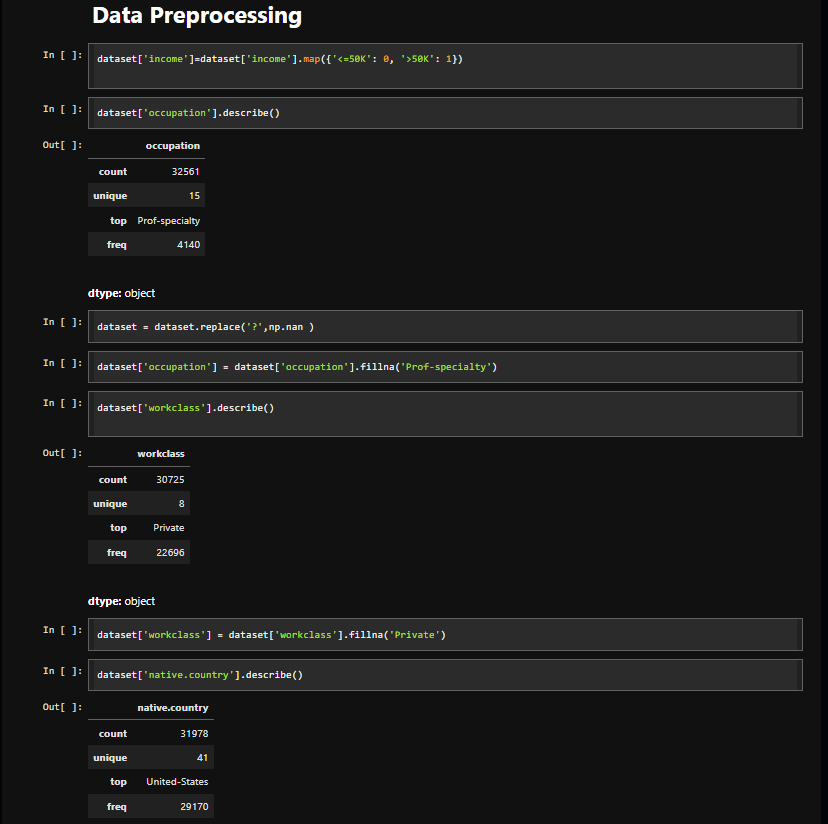 Data Preprocessing
In [ ]: dataset['income']=dataset['income'].map({'<=50K': 0, '>50K': 1})
In [ ]: dataset['occupation'].describe()
Out[ ]: occupation
count 32561
unique 15
top Prof-specialty
freq 4140
dtype: object
In [ ]: dataset = dataset.replace('?',np.nan )
In [ ]: dataset['occupation'] = dataset['occupation'].fillna('Prof-specialty')
In [ ]: dataset['workclass'].describe()
Out[ ]: workclass
count 30725
unique 8
top Private
freq 22696
dtype: object
In [ ]: dataset['workclass'] = dataset['workclass'].fillna('Private')
In [ ]: dataset['native.country'].describe()
Out[ ]: native.country
count 31978
unique 41
top United-States
freq 29170